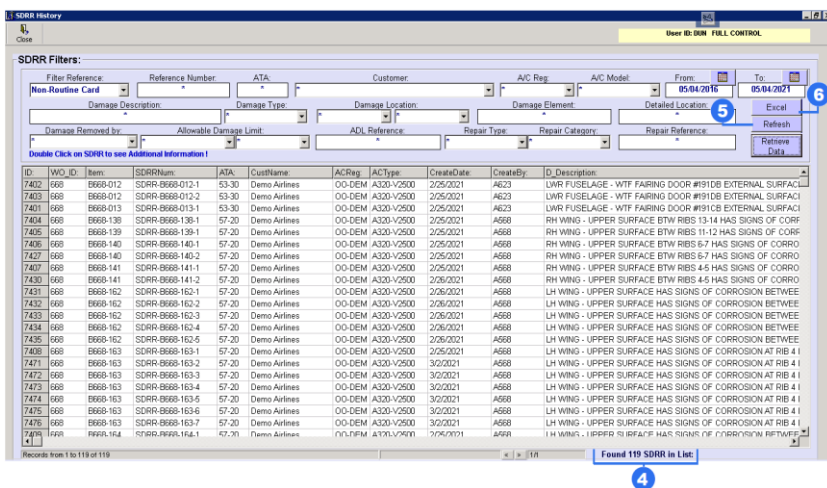 SDRR History
Close
User ID: DUN FULL CONTROL
SDRR Filters:
Filter Reference: Reference Number: ATA: Customer: A/C Reg: A/C Model: From: To:
Non-Routine Card * * * * * 05/04/2016 05/04/2021
Damage Description: Damage Type: Damage Location: Damage Element: Detailed Location:
* * * * * *
5 Excel 6
Refresh
Damage Removed by: Allowable Damage Limit: ADL Reference: Repair Type: Repair Category: Repair Reference:
* * * * * * *
Retrieve
Data
Double Click on SDRR to see Additional Information !
ID: WO_ID: Item: SDRRNum: ATA: CustName: ACReg: ACType: CreateDate: CreateBy: D_Description:
7402 668 B668-012 SDRR-B668-012-1 53-30 Demo Airlines OO-DEM A320-V2500 2/25/2021 A623 LWR FUSELAGE - WTF FAIRING DOOR #191DB EXTERNAL SURFACI
7403 668 B668-012 SDRR-B668-012-2 53-30 Demo Airlines OO-DEM A320-V2500 2/25/2021 A623 LWR FUSELAGE - WTF FAIRING DOOR #191DB EXTERNAL SURFACI
7401 668 B668-013 SDRR-B668-013-1 53-30 Demo Airlines OO-DEM A320-V2500 2/25/2021 A623 LWR FUSELAGE - WTF FAIRING DOOR #191CB EXTERNAL SURFACI
7404 668 B668-138 SDRR-B668-138-1 57-20 Demo Airlines OO-DEM A320-V2500 2/25/2021 A568 RH WING - UPPER SURFACE BTW RIBS 13-14 HAS SIGNS OF CORF
7405 668 B668-139 SDRR-B668-139-1 57-20 Demo Airlines OO-DEM A320-V2500 2/25/2021 A568 RH WING - UPPER SURFACE BTW RIBS 11-12 HAS SIGNS OF CORF
7406 668 B668-140 SDRR-B668-140-1 57-20 Demo Airlines OO-DEM A320-V2500 2/25/2021 A568 RH WING - UPPER SURFACE BTW RIBS 6-7 HAS SIGNS OF CORRO
7427 668 B668-140 SDRR-B668-140-2 57-20 Demo Airlines OO-DEM A320-V2500 2/25/2021 A568 RH WING - UPPER SURFACE BTW RIBS 6-7 HAS SIGNS OF CORRO
7407 668 B668-141 SDRR-B668-141-1 57-20 Demo Airlines OO-DEM A320-V2500 2/25/2021 A568 RH WING - UPPER SURFACE BTW RIBS 4-5 HAS SIGNS OF CORRO
7430 668 B668-141 SDRR-B668-141-2 57-20 Demo Airlines OO-DEM A320-V2500 2/26/2021 A568 RH WING - UPPER SURFACE BTW RIBS 4-5 HAS SIGNS OF CORRO
7431 668 B668-162 SDRR-B668-162-1 57-20 Demo Airlines OO-DEM A320-V2500 2/26/2021 A568 LH WING - UPPER SURFACE HAS SIGNS OF CORROSION BETWEE
7432 668 B668-162 SDRR-B668-162-2 57-20 Demo Airlines OO-DEM A320-V2500 2/26/2021 A568 LH WING - UPPER SURFACE HAS SIGNS OF CORROSION BETWEE
7433 668 B668-162 SDRR-B668-162-3 57-20 Demo Airlines OO-DEM A320-V2500 2/26/2021 A568 LH WING - UPPER SURFACE HAS SIGNS OF CORROSION BETWEE
7434 668 B668-162 SDRR-B668-162-4 57-20 Demo Airlines OO-DEM A320-V2500 2/26/2021 A568 LH WING - UPPER SURFACE HAS SIGNS OF CORROSION BETWEE
7435 668 B668-162 SDRR-B668-162-5 57-20 Demo Airlines OO-DEM A320-V2500 2/26/2021 A568 LH WING - UPPER SURFACE HAS SIGNS OF CORROSION BETWEE
7408 668 B668-163 SDRR-B668-163-1 57-20 Demo Airlines OO-DEM A320-V2500 2/25/2021 A568 LH WING - UPPER SURFACE HAS SIGNS OF CORROSION AT RIB 4 I
7471 668 B668-163 SDRR-B668-163-2 57-20 Demo Airlines OO-DEM A320-V2500 3/2/2021 A568 LH WING - UPPER SURFACE HAS SIGNS OF CORROSION AT RIB 4 I
7472 668 B668-163 SDRR-B668-163-3 57-20 Demo Airlines OO-DEM A320-V2500 3/2/2021 A568 LH WING - UPPER SURFACE HAS SIGNS OF CORROSION AT RIB 4 I
7473 668 B668-163 SDRR-B668-163-4 57-20 Demo Airlines OO-DEM A320-V2500 3/2/2021 A568 LH WING - UPPER SURFACE HAS SIGNS OF CORROSION AT RIB 4 I
7474 668 B668-163 SDRR-B668-163-5 57-20 Demo Airlines OO-DEM A320-V2500 3/2/2021 A568 LH WING - UPPER SURFACE HAS SIGNS OF CORROSION AT RIB 4 I
7475 668 B668-163 SDRR-B668-163-6 57-20 Demo Airlines OO-DEM A320-V2500 3/2/2021 A568 LH WING - UPPER SURFACE HAS SIGNS OF CORROSION AT RIB 4 I
7476 668 B668-163 SDRR-B668-163-7 57-20 Demo Airlines OO-DEM A320-V2500 3/2/2021 A568 LH WING - UPPER SURFACE HAS SIGNS OF CORROSION AT RIB 4 I
7409 668 B668-164 SDRR-B668-164-1 57-20 Demo Airlines OO-DEM A320-V2500 2/25/2021 A568 LH WING - UPPER SURFACE HAS SIGNS OF CORROSION BETWEE
Records from 1 to 119 of 119 < > 1/1 Found 119 SDRR in List:
4